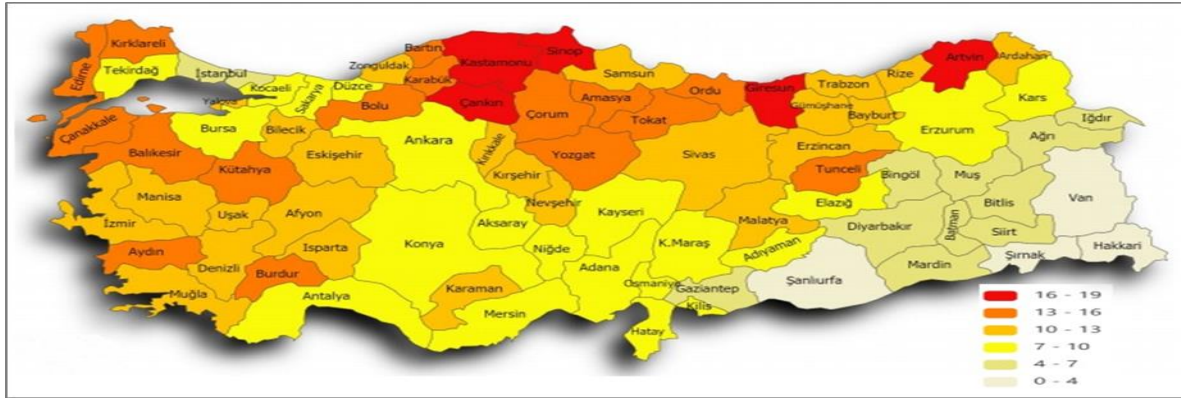 Kırklareli
Edirne
Tekirdağ
İstanbul
Kocaeli
Yalova
Sakarya
Düzce
Zonguldak
Bartın
Karabük
Kastamonu
Sinop
Çankırı
Bolu
Samsun
Çorum
Amasya
Tokat
Ordu
Giresun
Trabzon
Gümüşhane
Bayburt
Rize
Artvin
Ardahan
Kars
Iğdır
Ağrı
Erzurum
Erzincan
Çanakkale
Balıkesir
Bursa
Bilecik
Kütahya
Eskişehir
Ankara
Kırıkkale
Kırşehir
Yozgat
Sivas
Tunceli
Bingöl
Muş
Bitlis
Van
Manisa
İzmir
Uşak
Afyon
Aydın
Denizli
Isparta
Burdur
Muğla
Antalya
Konya
Aksaray
Nevşehir
Niğde
Kayseri
K.Maraş
Malatya
Elazığ
Adıyaman
Diyarbakır
Batman
Siirt
Şırnak
Hakkari
Mardin
Şanlıurfa
Gaziantep
Kilis
Osmaniye
Adana
Hatay
Mersin
Karaman
16 - 19
13 - 16
10 - 13
7 - 10
4 - 7
0 - 4